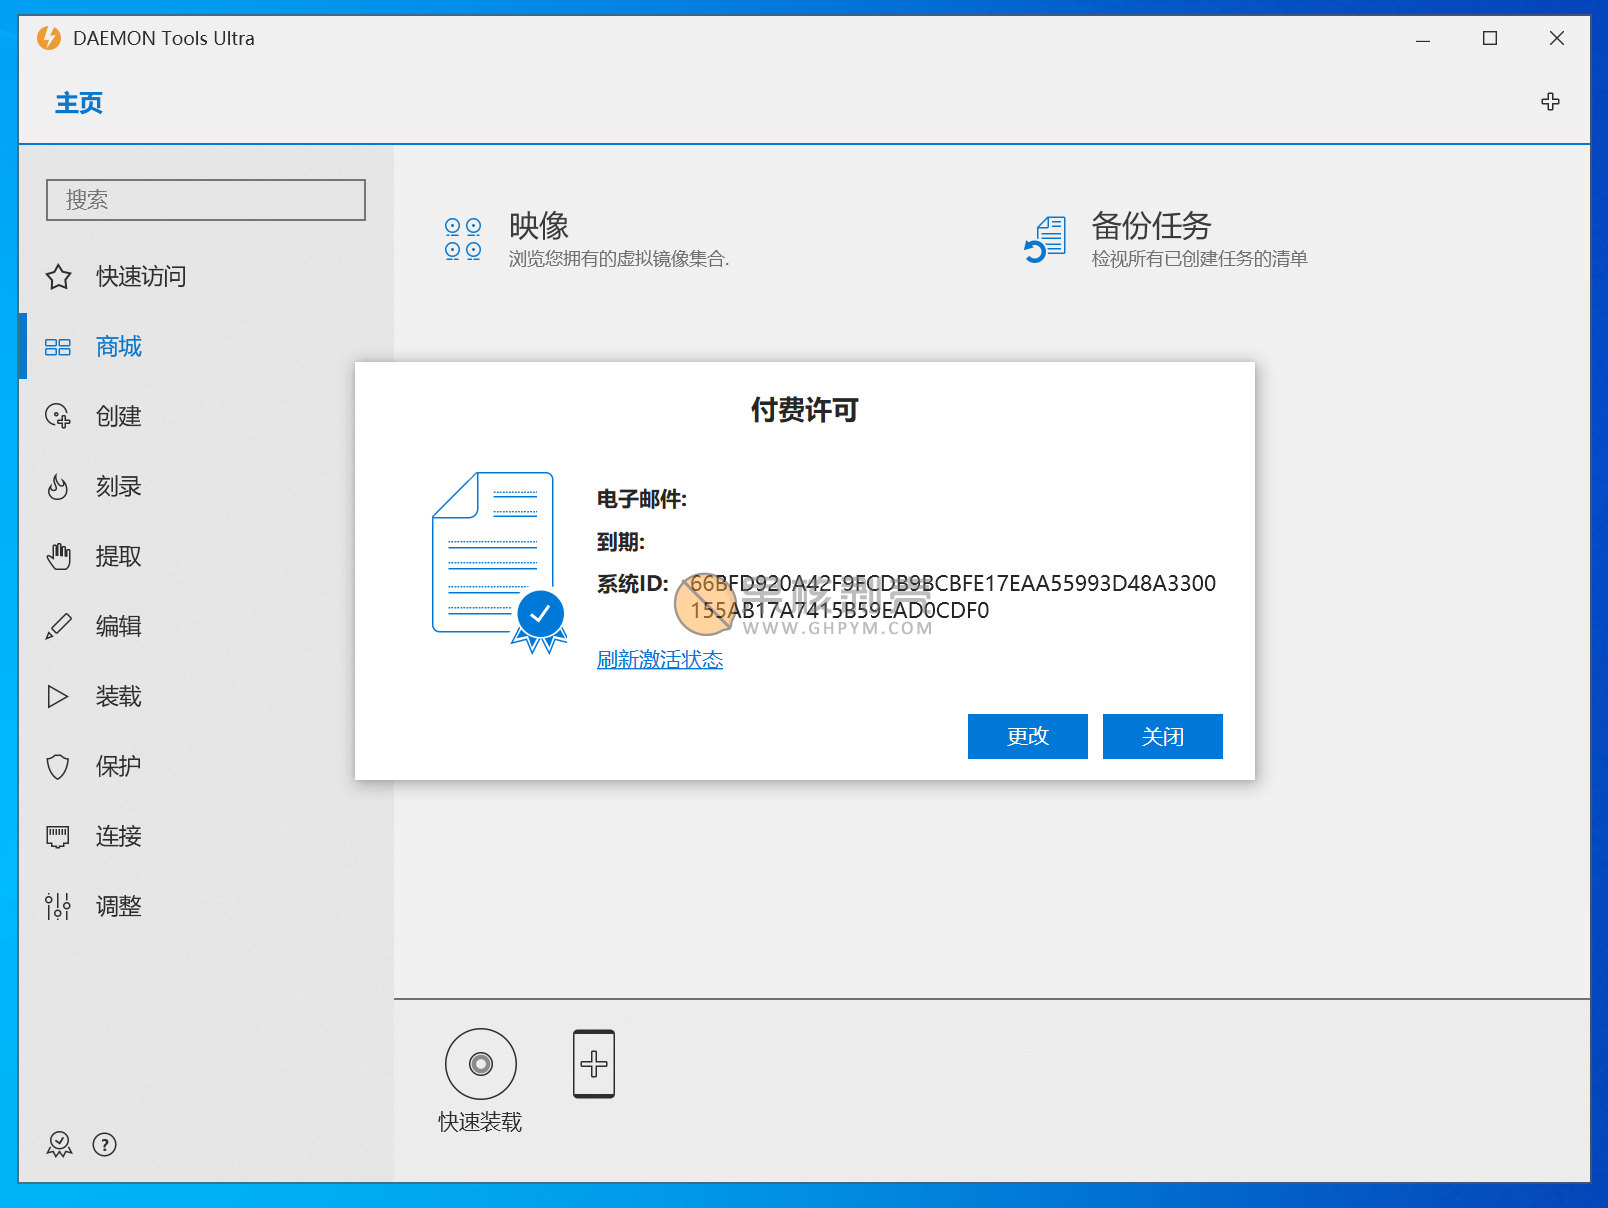 DAEMON Tools Ultra
主页
搜索
快速访问
商城
创建
刻录
提取
编辑
装载
保护
连接
调整
映像
浏览您拥有的虚拟镜像集合.
备份任务
检视所有已创建任务的清单
付费许可
电子邮件:
到期:
系统ID: 66BFD920A42F9FCDB9BCBFE17EAA55993D48A3300
155AB17A7415B59EAD0CDF0
WWW.GHPYM.COM
刷新激活状态
更改
关闭
快速装载